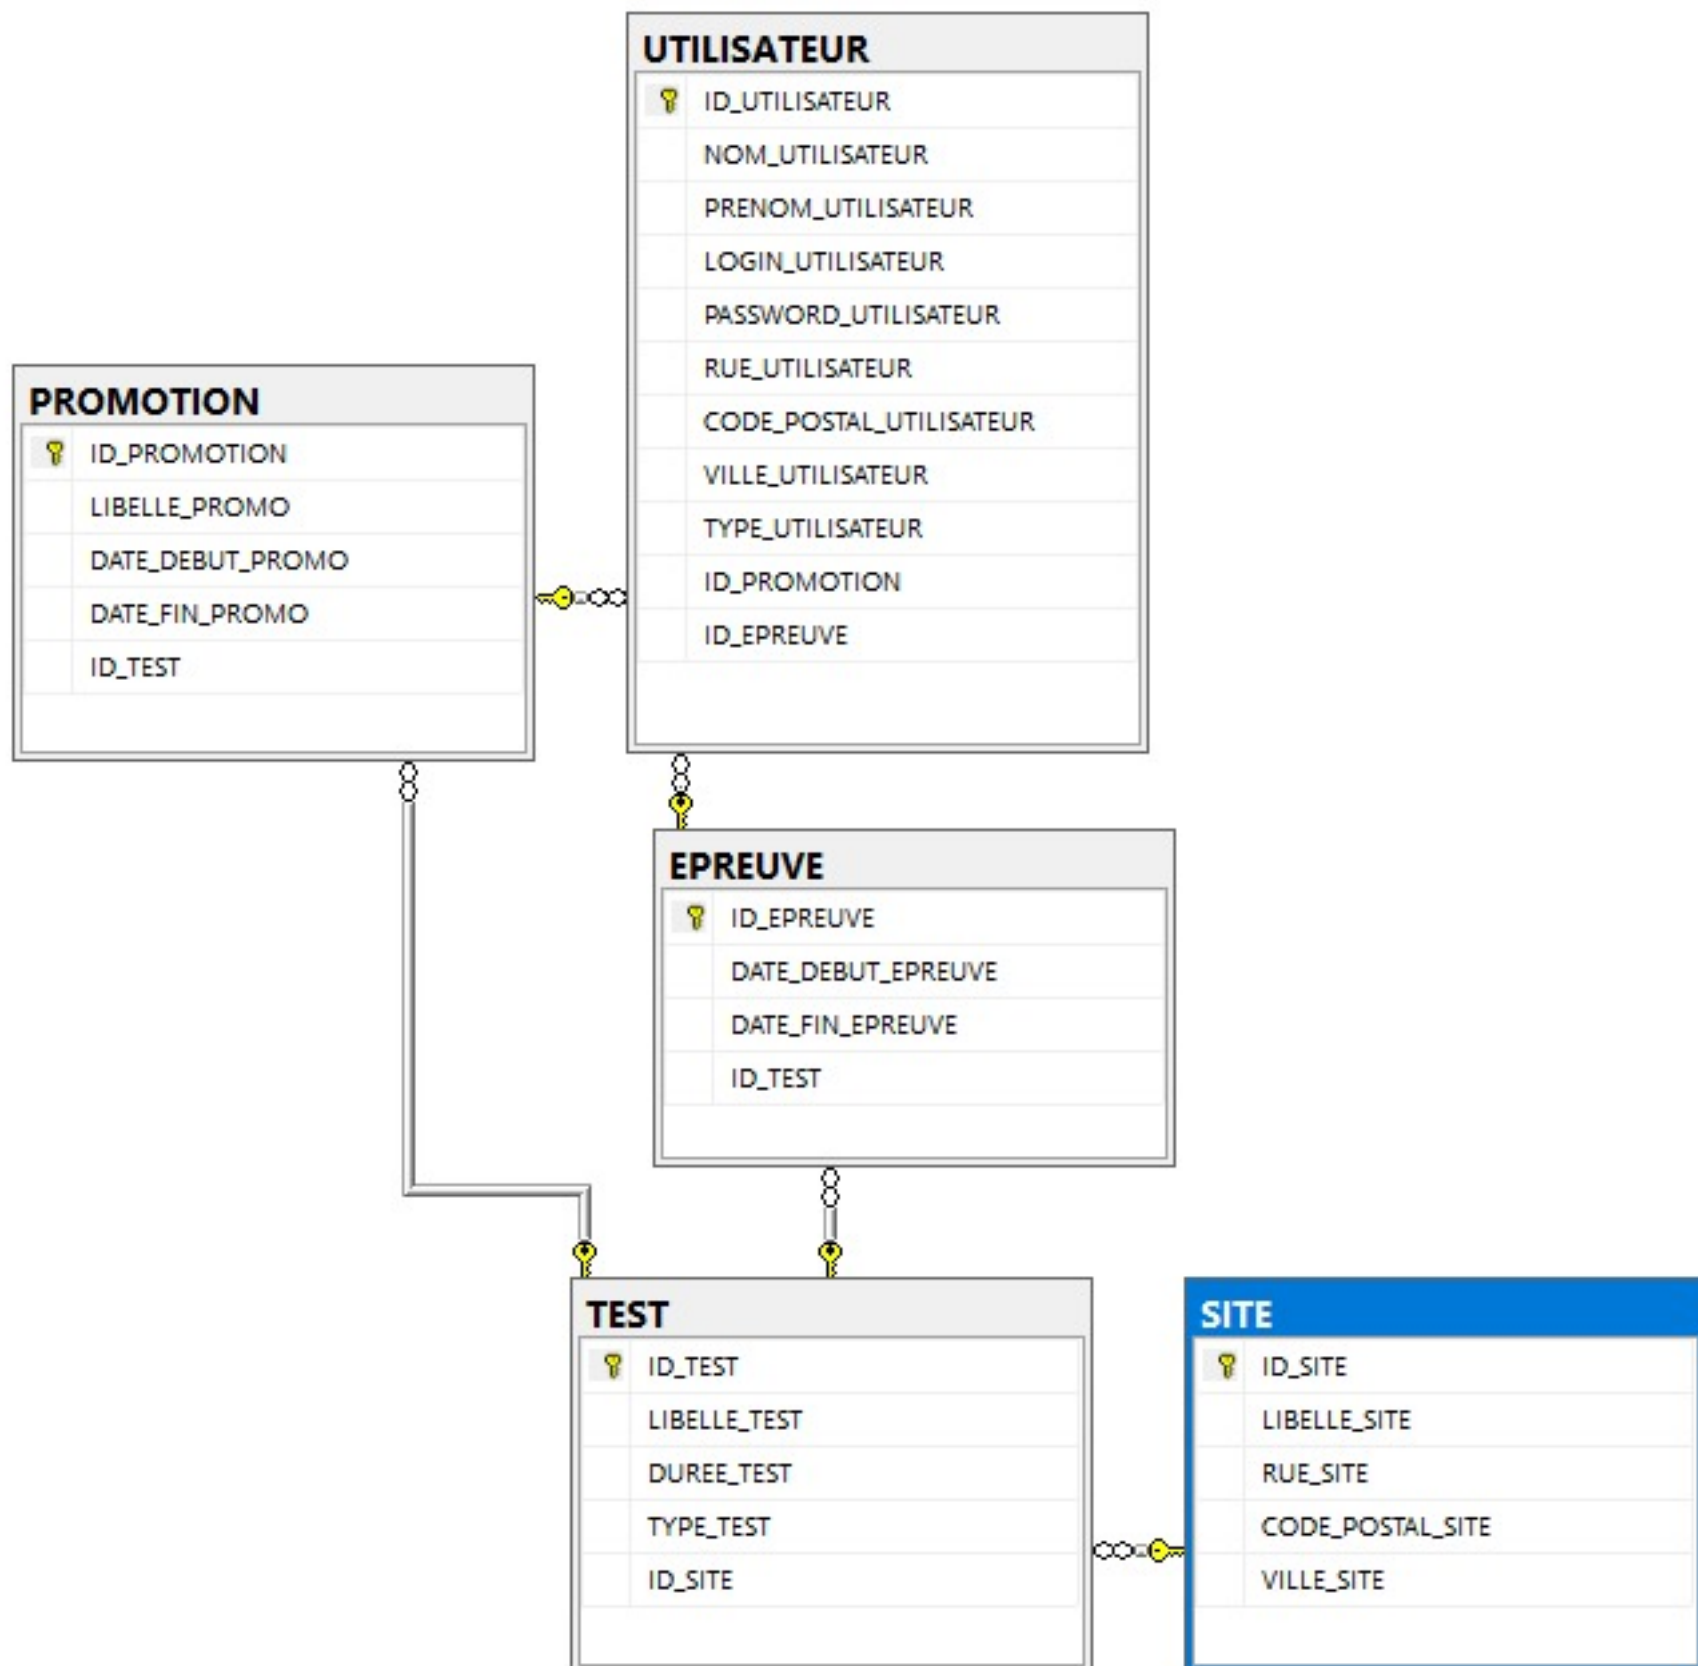 UTILISATEUR
ID_UTILISATEUR
NOM_UTILISATEUR
PRENOM_UTILISATEUR
LOGIN_UTILISATEUR
PASSWORD_UTILISATEUR
RUE_UTILISATEUR
CODE_POSTAL_UTILISATEUR
VILLE_UTILISATEUR
TYPE_UTILISATEUR
ID_PROMOTION
ID_EPREUVE
PROMOTION
ID_PROMOTION
LIBELLE_PROMO
DATE_DEBUT_PROMO
DATE_FIN_PROMO
ID_TEST
EPREUVE
ID_EPREUVE
DATE_DEBUT_EPREUVE
DATE_FIN_EPREUVE
ID_TEST
TEST
ID_TEST
LIBELLE_TEST
DUREE_TEST
TYPE_TEST
ID_SITE
SITE
ID_SITE
LIBELLE_SITE
RUE_SITE
CODE_POSTAL_SITE
VILLE_SITE